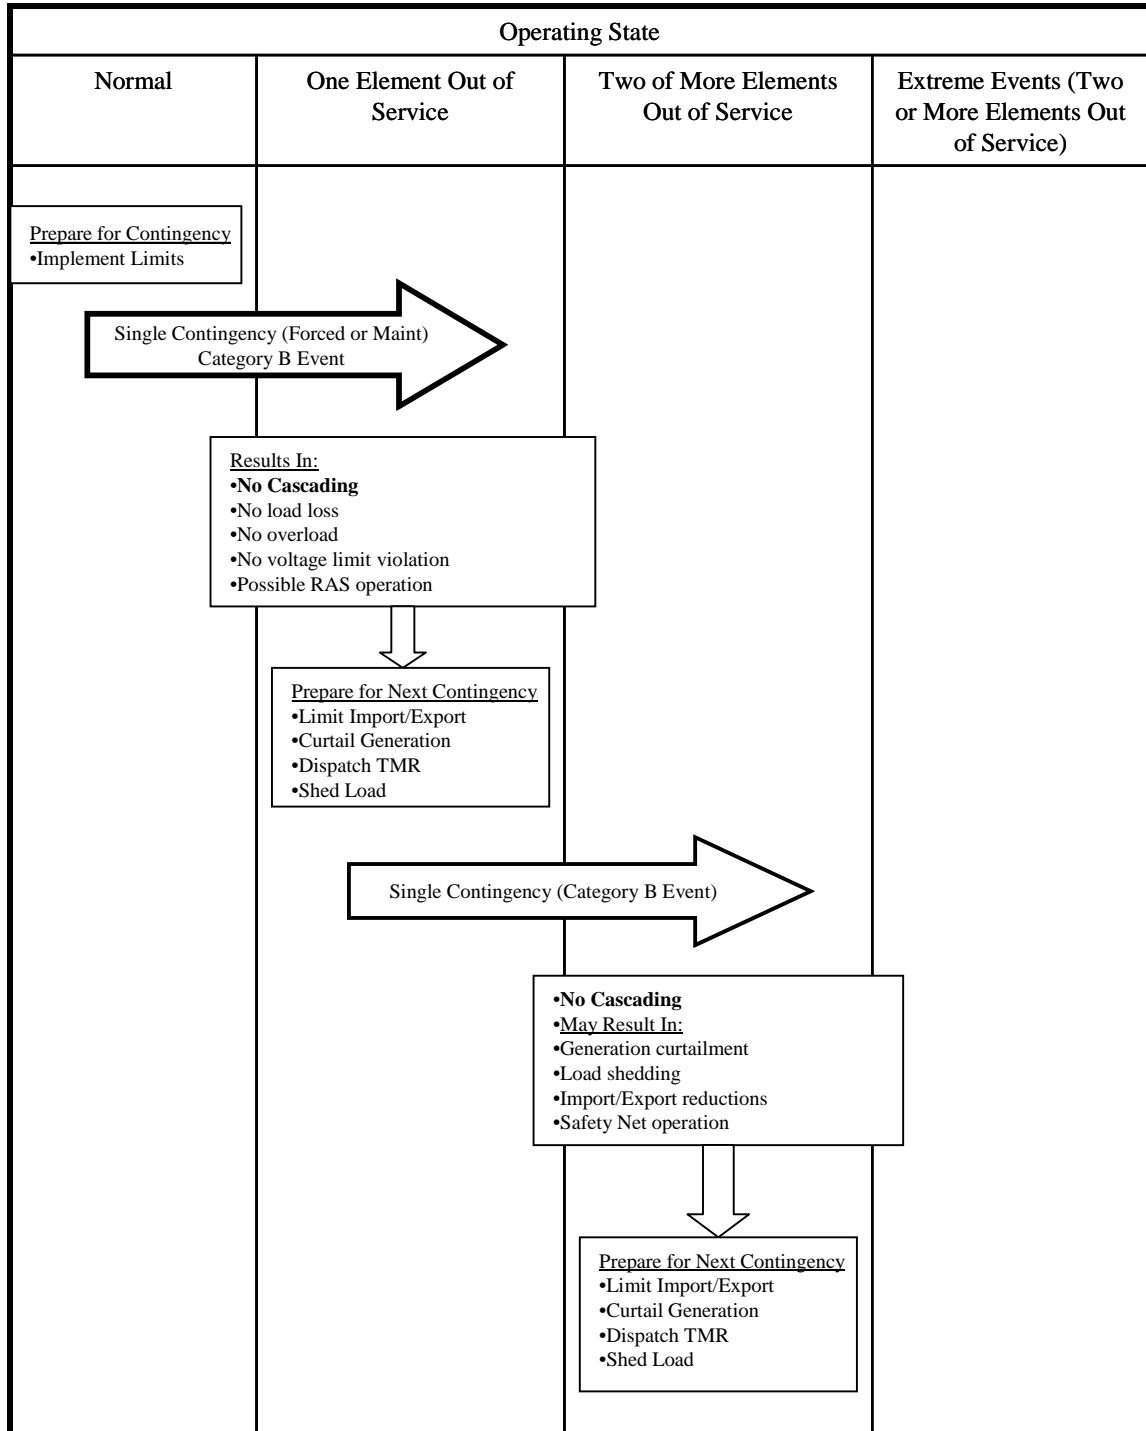 Operating State
Normal
One Element Out of
Service
Two of More Elements
Out of Service
Extreme Events (Two
or More Elements Out
of Service)
Prepare for Contingency
•Implement Limits
Single Contingency (Forced or Maint)
Category B Event
Results In:
•No Cascading
•No load loss
•No overload
•No voltage limit violation
•Possible RAS operation
Prepare for Next Contingency
•Limit Import/Export
•Curtail Generation
•Dispatch TMR
•Shed Load
Single Contingency (Category B Event)
•No Cascading
•May Result In:
•Generation curtailment
•Load shedding
•Import/Export reductions
•Safety Net operation
Prepare for Next Contingency
•Limit Import/Export
•Curtail Generation
•Dispatch TMR
•Shed Load